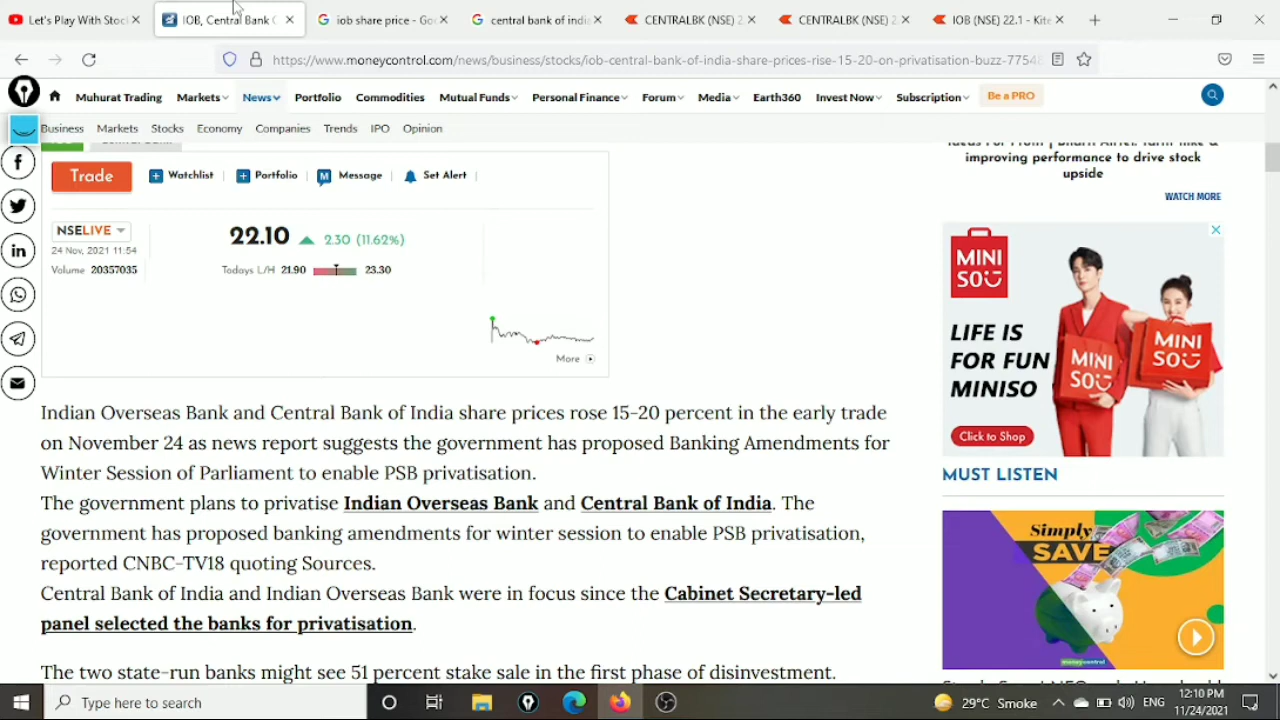 Let's Play With Stoc
IOB, Central Bank
iob share price - Goo
central bank of indi
CENTRALBK (NSE) 2
CENTRALBK (NSE) 2
IOB (NSE) 22.1 - Kite
https://www.moneycontrol.com/news/business/stocks/iob-central-bank-of-india-share-prices-rise-15-20-on-privatisation-buzz-7754
Muhurat Trading Markets News Portfolio Commodities Mutual Funds Personal Finance Forum Media Earth360 Invest Now Subscription Be a PRO
Business Markets Stocks Economy Companies Trends IPO Opinion
Trade Watchlist Portfolio Message Set Alert
NSELIVE
24 Nov, 2021 11:54
Volume 20357035
22.10 2.30 (11.62%)
Todays L/H 21.90 23.30
More
Indian Overseas Bank and Central Bank of India share prices rose 15-20 percent in the early trade
on November 24 as news report suggests the government has proposed Banking Amendments for
Winter Session of Parliament to enable PSB privatisation.
The government plans to privatise Indian Overseas Bank and Central Bank of India. The
government has proposed banking amendments for winter session to enable PSB privatisation,
reported CNBC-TV18 quoting Sources.
Central Bank of India and Indian Overseas Bank were in focus since the Cabinet Secretary-led
panel selected the banks for privatisation.
The two state-run banks might see 51 percent stake sale in the first phase of disinvestment.
improving performance to drive stock
upside
WATCH MORE
MINI
SO
LIFE IS
FOR FUN
MINISO
MINI
SO
MINI
SO
Click to Shop
MUST LISTEN
Simply
SAVE
moneycontrol
Type here to search
29°C Smoke
ENG
12:10 PM
11/24/2021